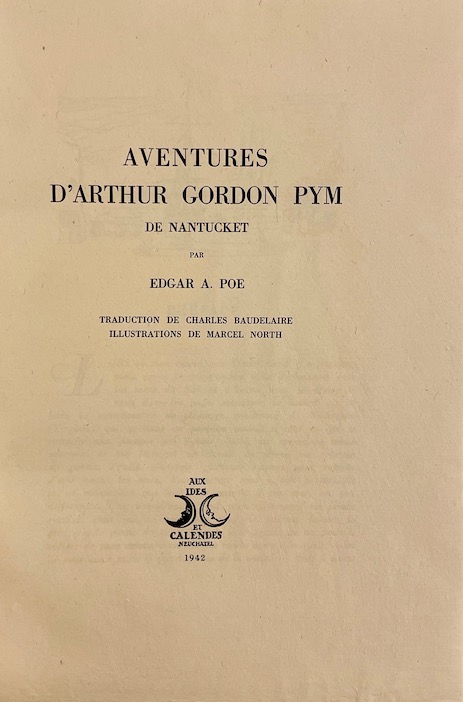 AVENTURES
D'ARTHUR GORDON PYM
DE NANTUCKET
PAR
EDGAR A. POE
TRADUCTION DE CHARLES BAUDELAIRE
ILLUSTRATIONS DE MARCEL NORTH
AUX
IDES
ET
CALENDES
NEUCHATEL
1942